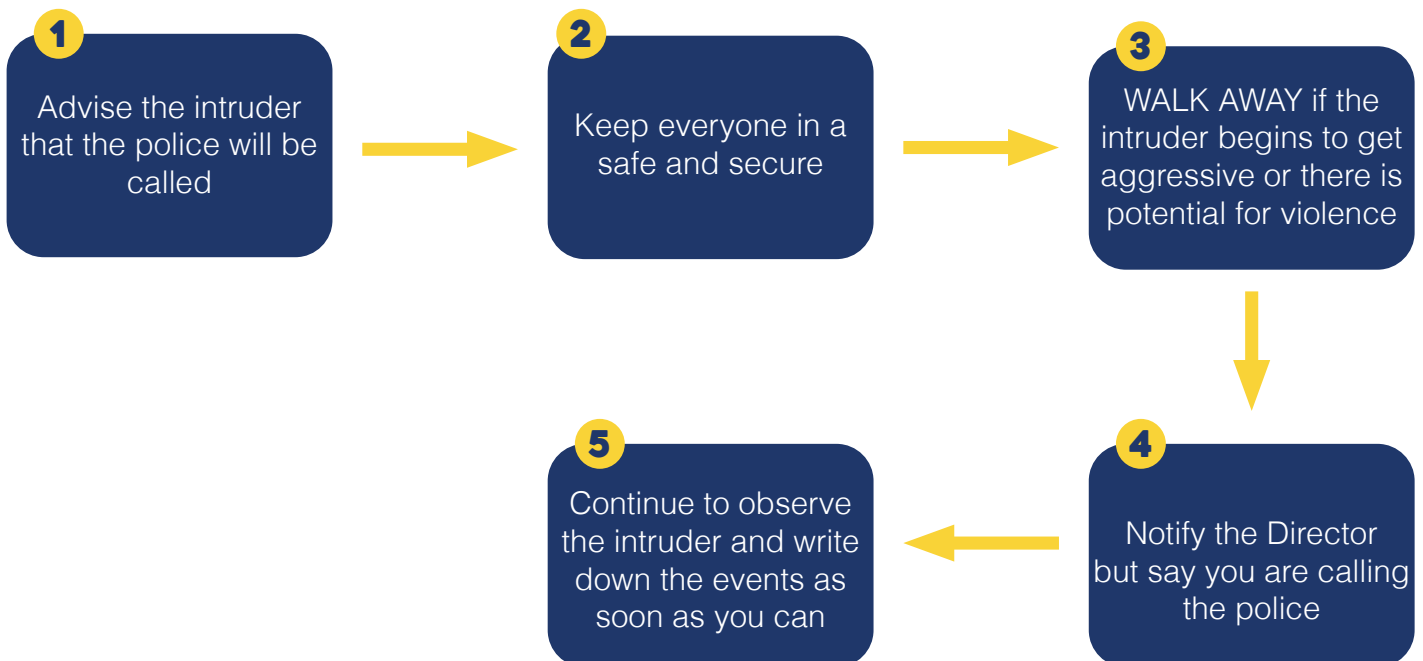 1
Advise the intruder
that the police will be
called
2
Keep everyone in a
safe and secure
3
WALK AWAY if the
intruder begins to get
aggressive or there is
potential for violence
4
Notify the Director
but say you are calling
the police
5
Continue to observe
the intruder and write
down the events as
soon as you can